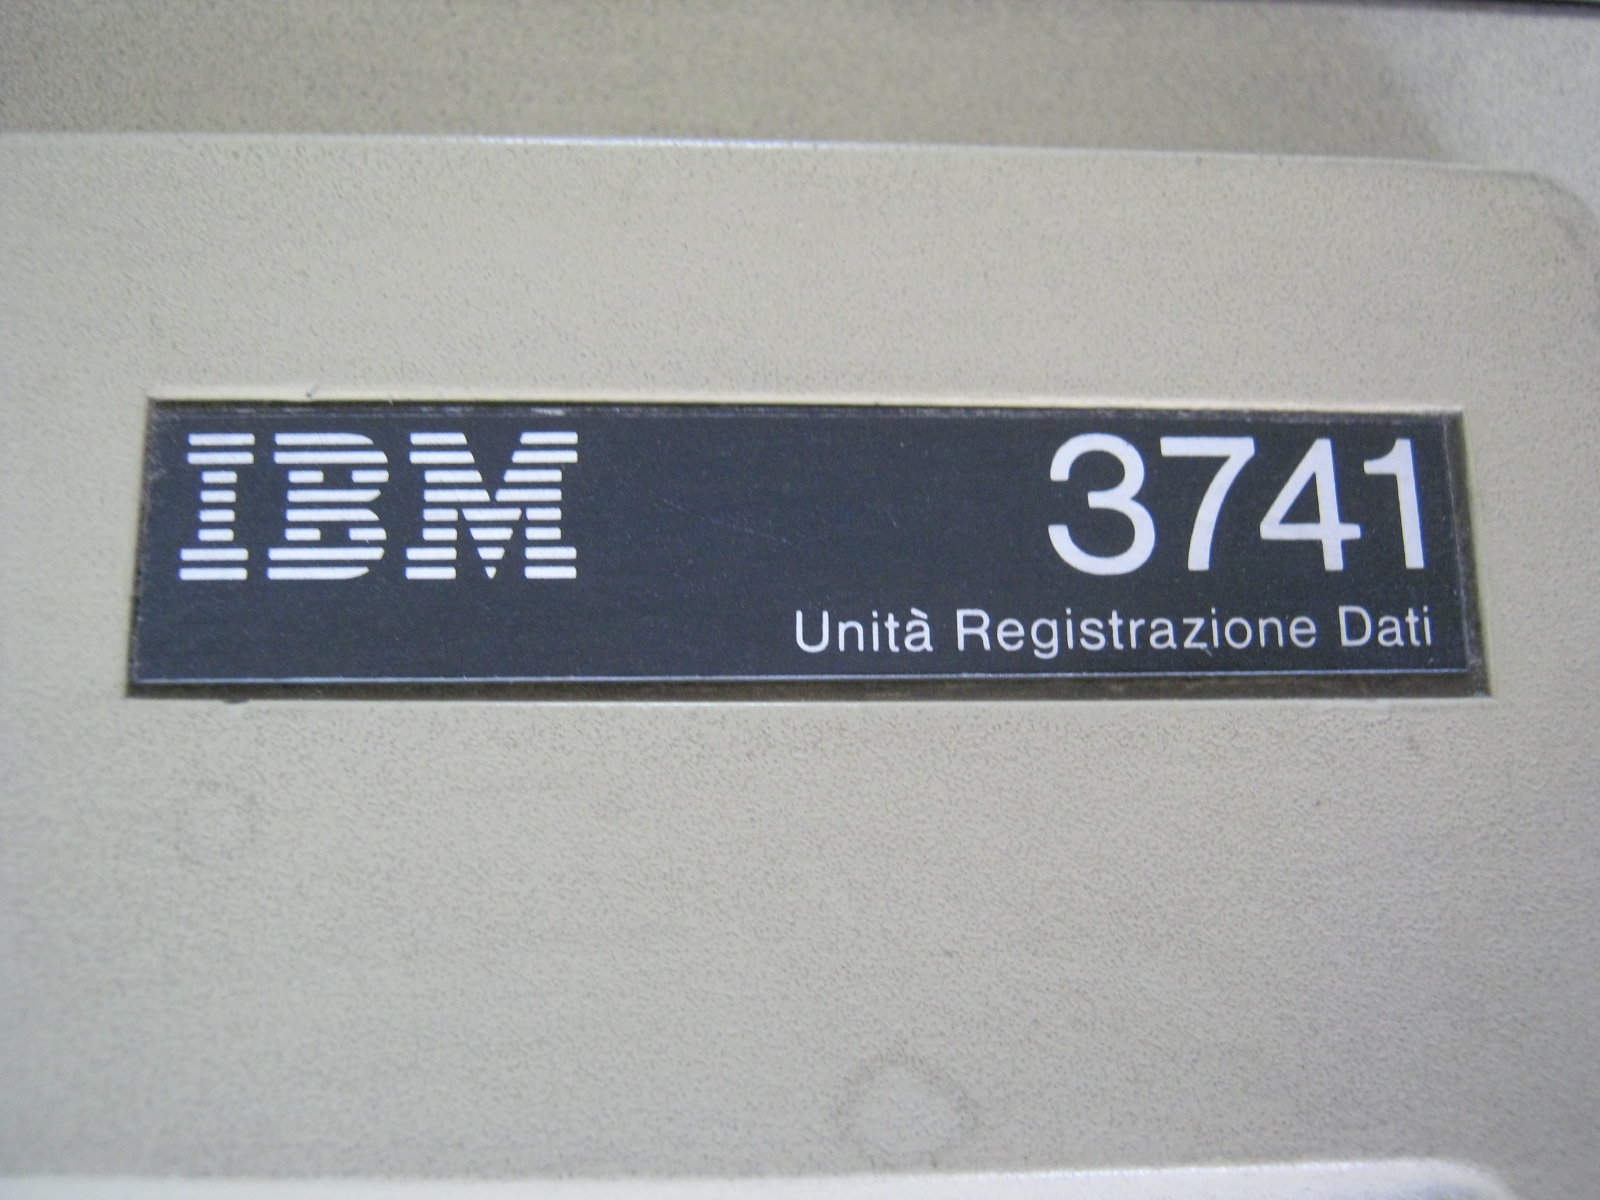 IBM 3741
Unità Registrazione Dati